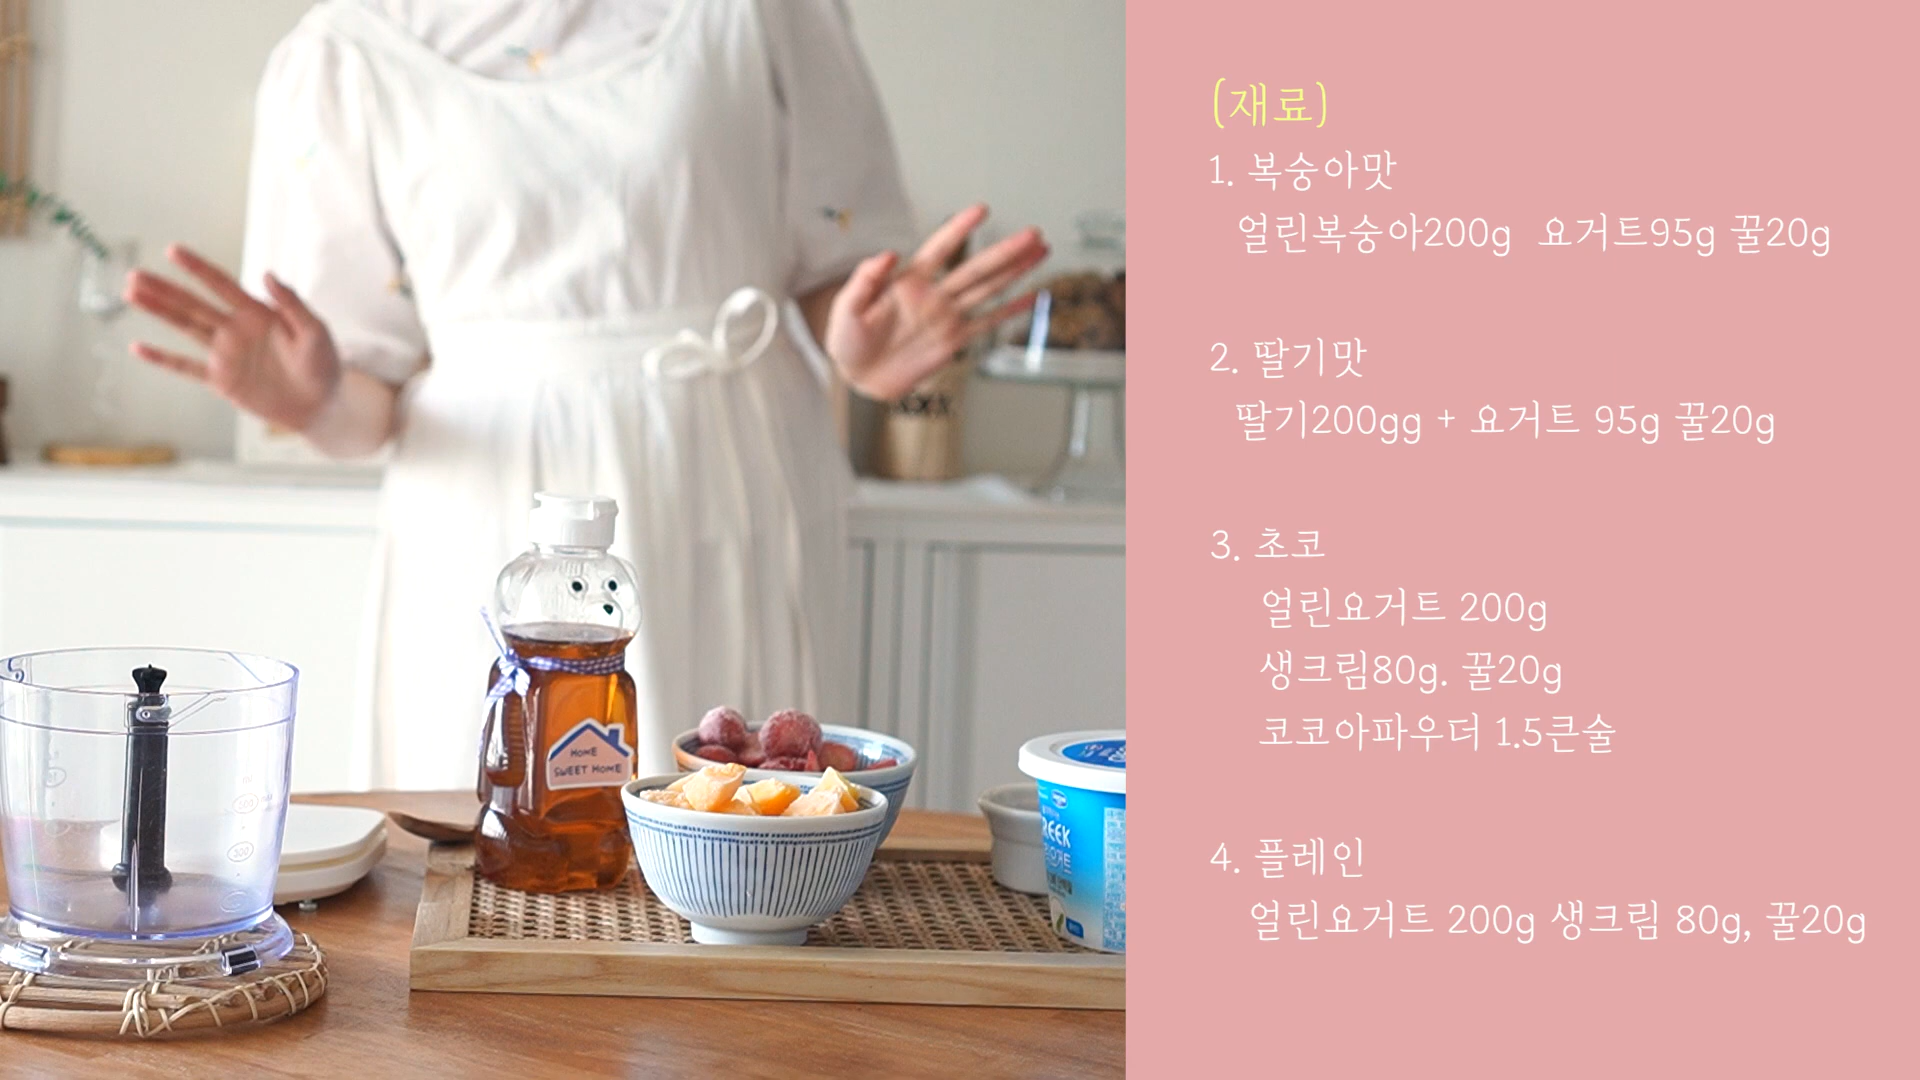 (재료)
1. 복숭아맛
얼린복숭아200g 요거트95g 꿀20g
2. 딸기맛
딸기200gg + 요거트 95g 꿀20g
3. 초코
얼린요거트 200g
생크림80g. 꿀20g
코코아파우더 1.5큰술
4. 플레인
얼린요거트 200g 생크림 80g, 꿀20g
HOME
SWEET HOME